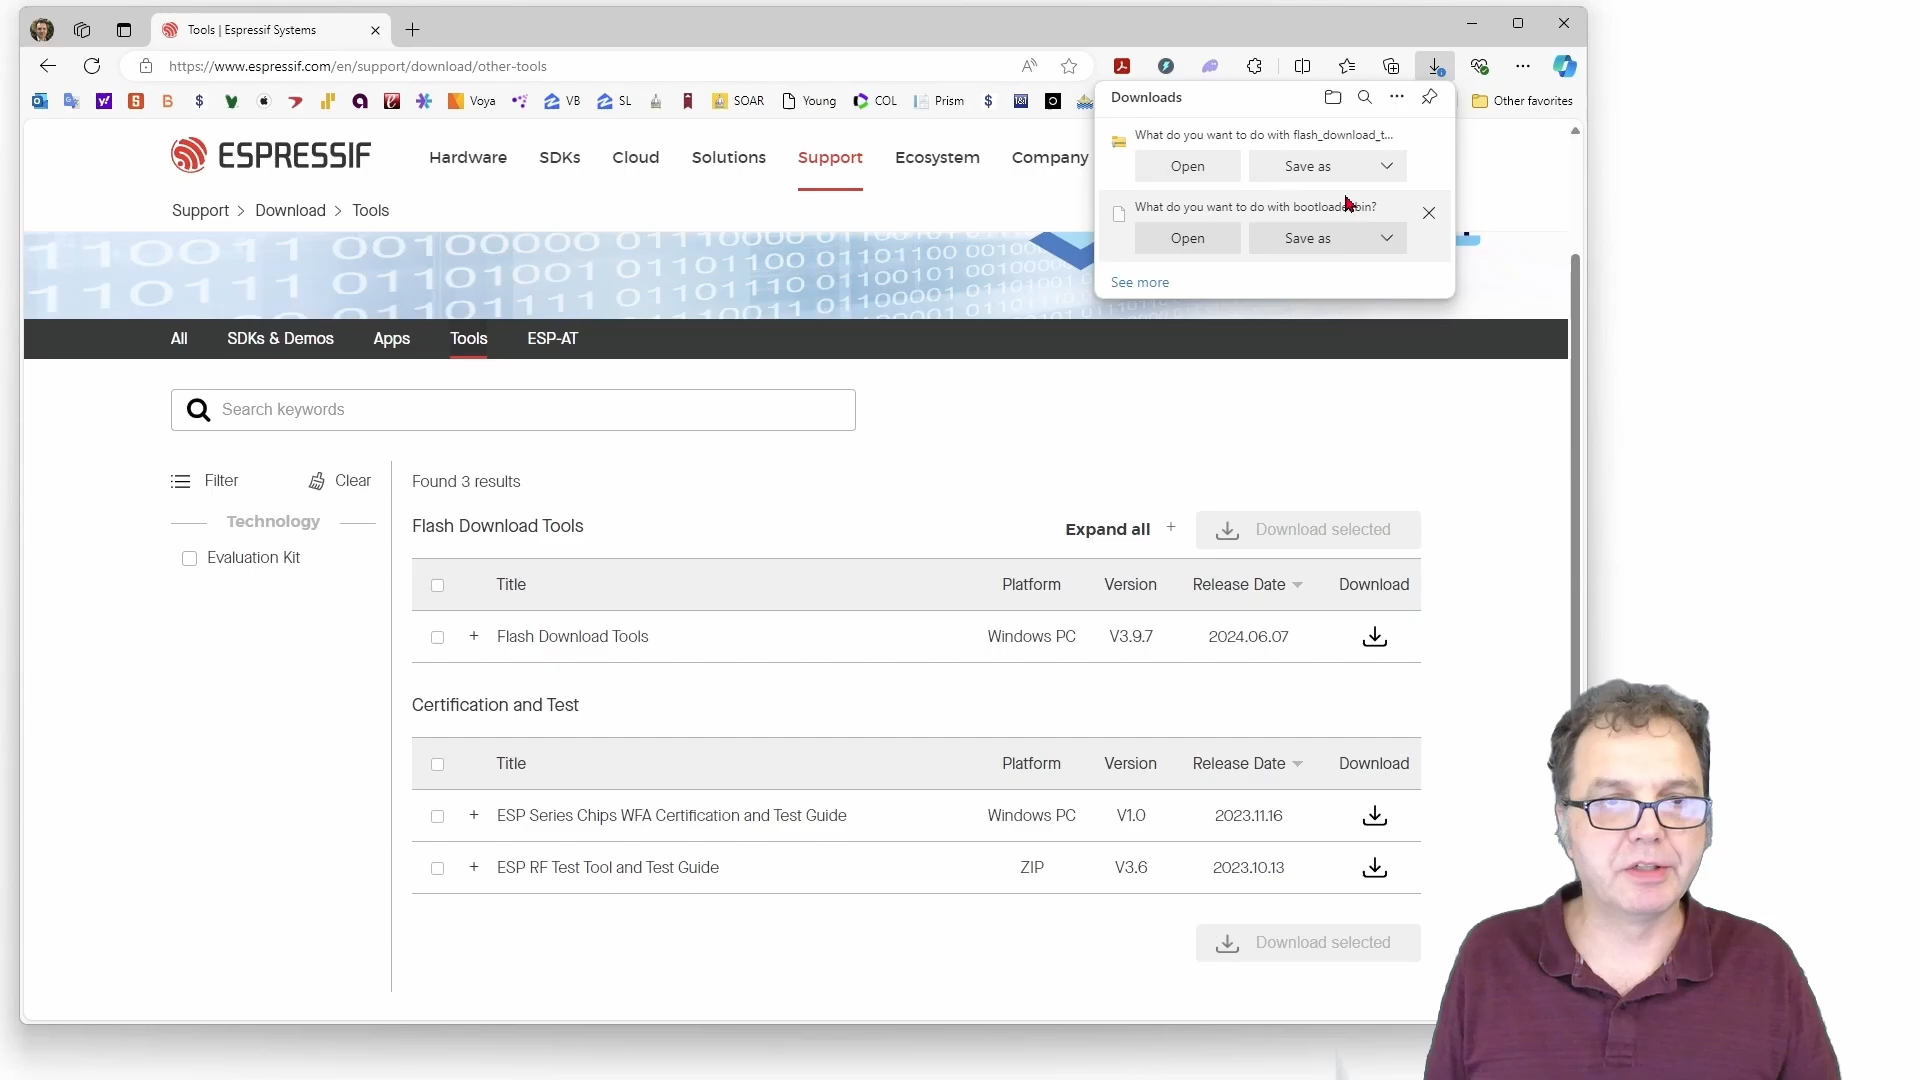 Tools | Espressif Systems
https://www.espressif.com/en/support/download/other-tools
Voya
VB
SL
SOAR
Young
COL
Prism
Other favorites
Downloads
What do you want to do with flash_download_t...
Open
Save as
What do you want to do with bootloader.bin?
Open
Save as
See more
ESPRESSIF
Hardware
SDKs
Cloud
Solutions
Support
Ecosystem
Company
Support > Download > Tools
All
SDKs & Demos
Apps
Tools
ESP-AT
Search keywords
Filter
Clear
Technology
Evaluation Kit
Found 3 results
Flash Download Tools
Expand all +
Download selected
Title Platform Version Release Date Download
+ Flash Download Tools Windows PC V3.9.7 2024.06.07
Certification and Test
Title Platform Version Release Date Download
+ ESP Series Chips WFA Certification and Test Guide Windows PC V1.0 2023.11.16
+ ESP RF Test Tool and Test Guide ZIP V3.6 2023.10.13
Download selected